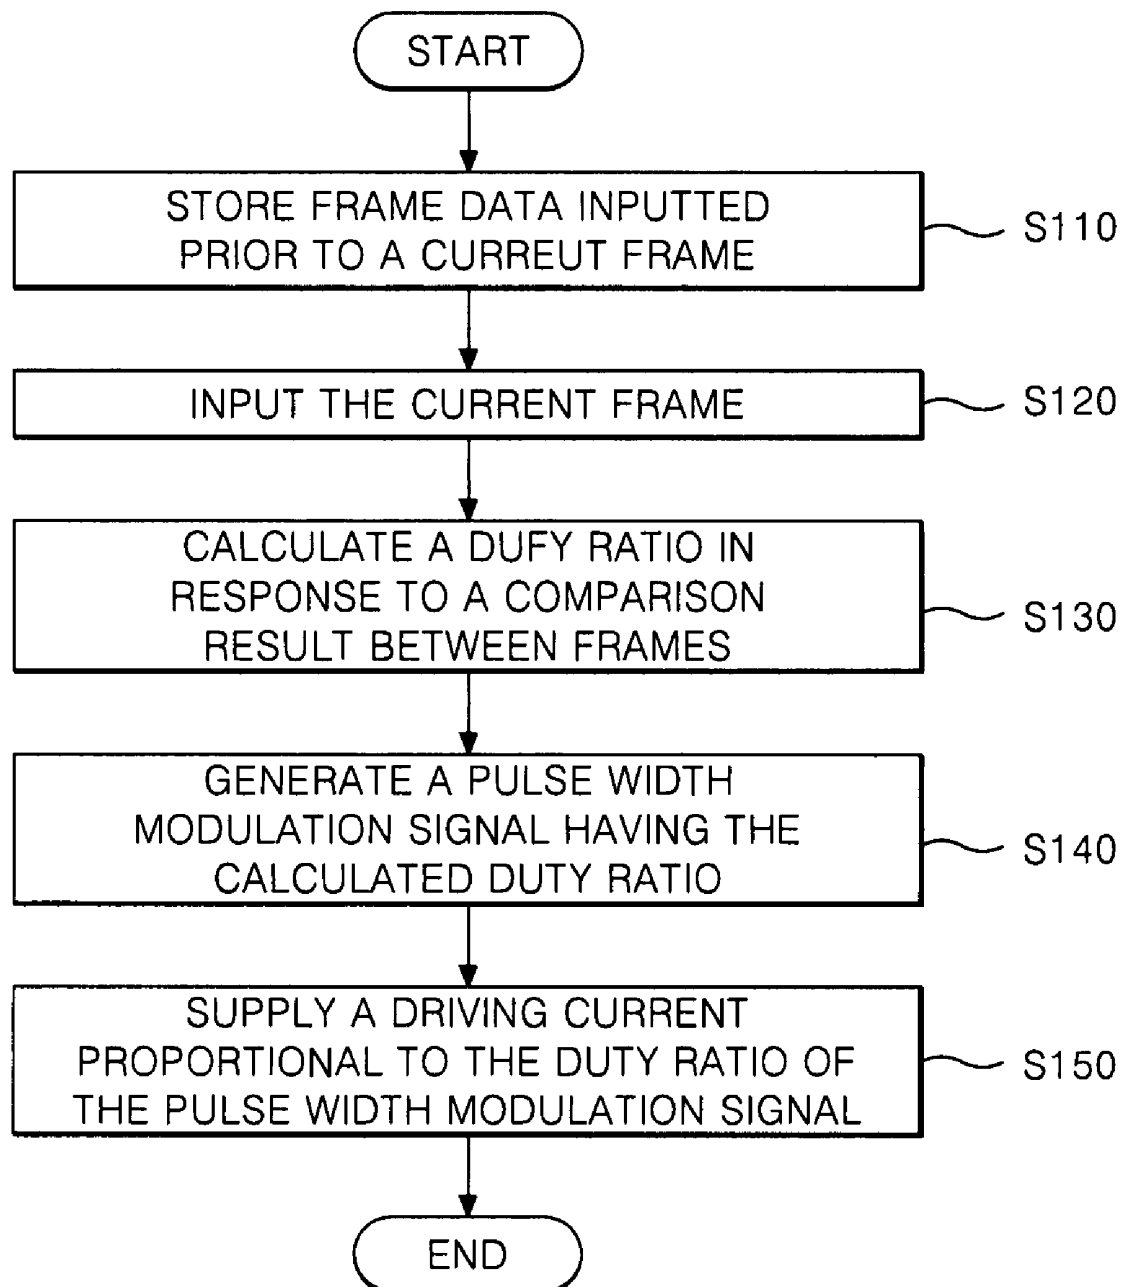 START
STORE FRAME DATA INPUTTED
PRIOR TO A CURREUT FRAME
S110
INPUT THE CURRENT FRAME
S120
CALCULATE A DUFY RATIO IN
RESPONSE TO A COMPARISON
RESULT BETWEEN FRAMES
S130
GENERATE A PULSE WIDTH
MODULATION SIGNAL HAVING THE
CALCULATED DUTY RATIO
S140
SUPPLY A DRIVING CURRENT
PROPORTIONAL TO THE DUTY RATIO OF
THE PULSE WIDTH MODULATION SIGNAL
S150
END